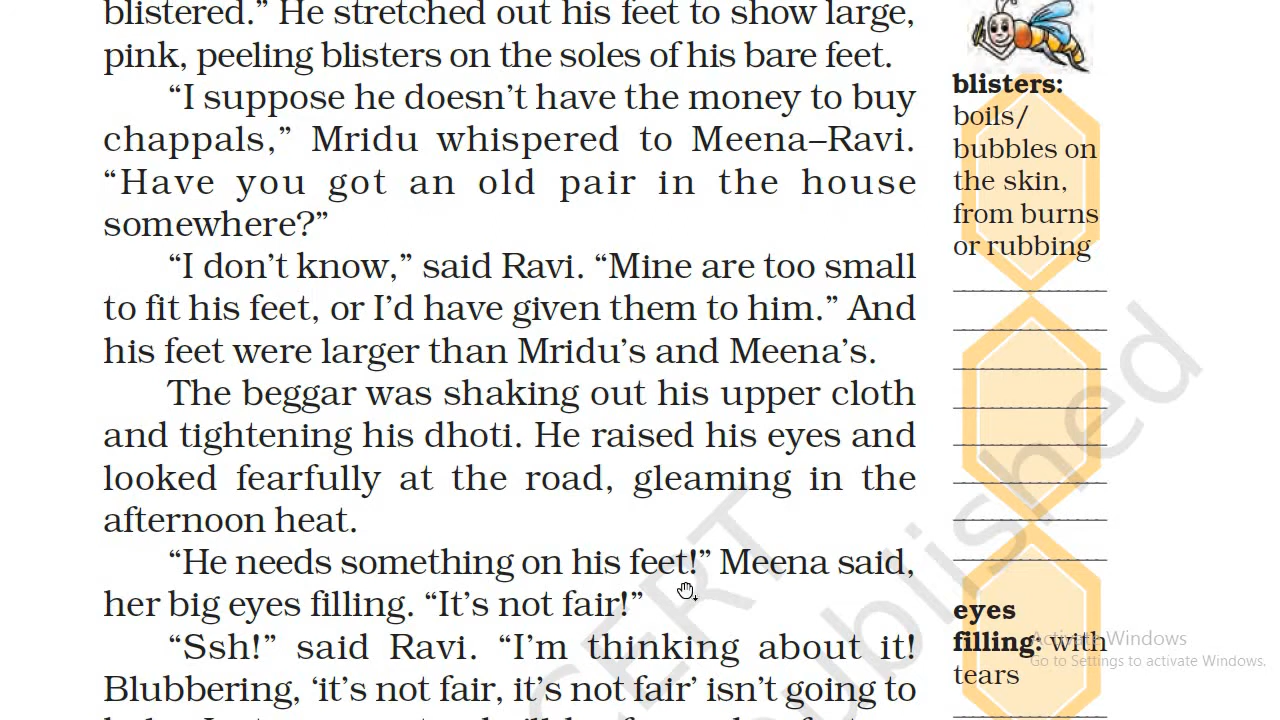 blistered.” He stretched out his feet to show large,
pink, peeling blisters on the soles of his bare feet.
“I suppose he doesn’t have the money to buy
chappals,” Mridu whispered to Meena–Ravi.
“Have you got an old pair in the house
somewhere?”
“I don’t know,” said Ravi. “Mine are too small
to fit his feet, or I’d have given them to him.” And
his feet were larger than Mridu’s and Meena’s.
The beggar was shaking out his upper cloth
and tightening his dhoti. He raised his eyes and
looked fearfully at the road, gleaming in the
afternoon heat.
“He needs something on his feet!” Meena said,
her big eyes filling. “It’s not fair!”
“Ssh!” said Ravi. “I’m thinking about it!
Blubbering, ‘it’s not fair, it’s not fair’ isn’t going to
blisters:
boils/
bubbles on
the skin,
from burns
or rubbing
eyes
filling: with
tears
Activate Windows
Go to Settings to activate Windows.
CERT
ublished